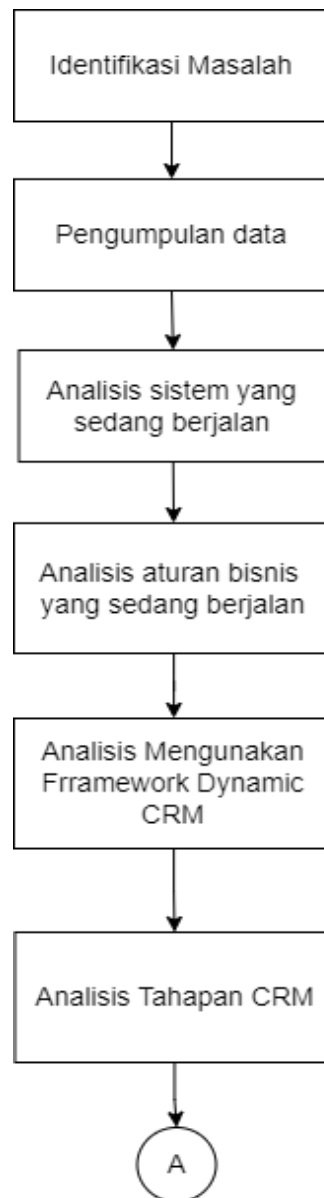 Identifikasi Masalah
Pengumpulan data
Analisis sistem yang
sedang berjalan
Analisis aturan bisnis
yang sedang berjalan
Analisis Mengunakan
Frramework Dynamic
CRM
Analisis Tahapan CRM
A